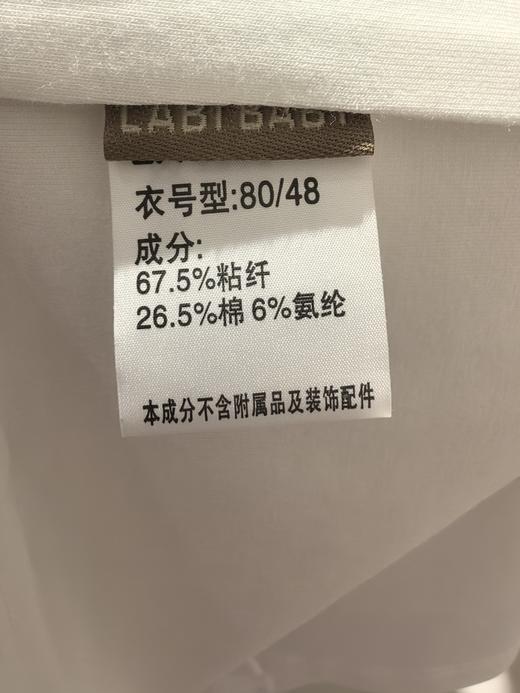 LABI BABY
衣号型:80/48
成分:
67.5%粘纤
26.5%棉 6%氨纶
本成分不含附属品及装饰配件